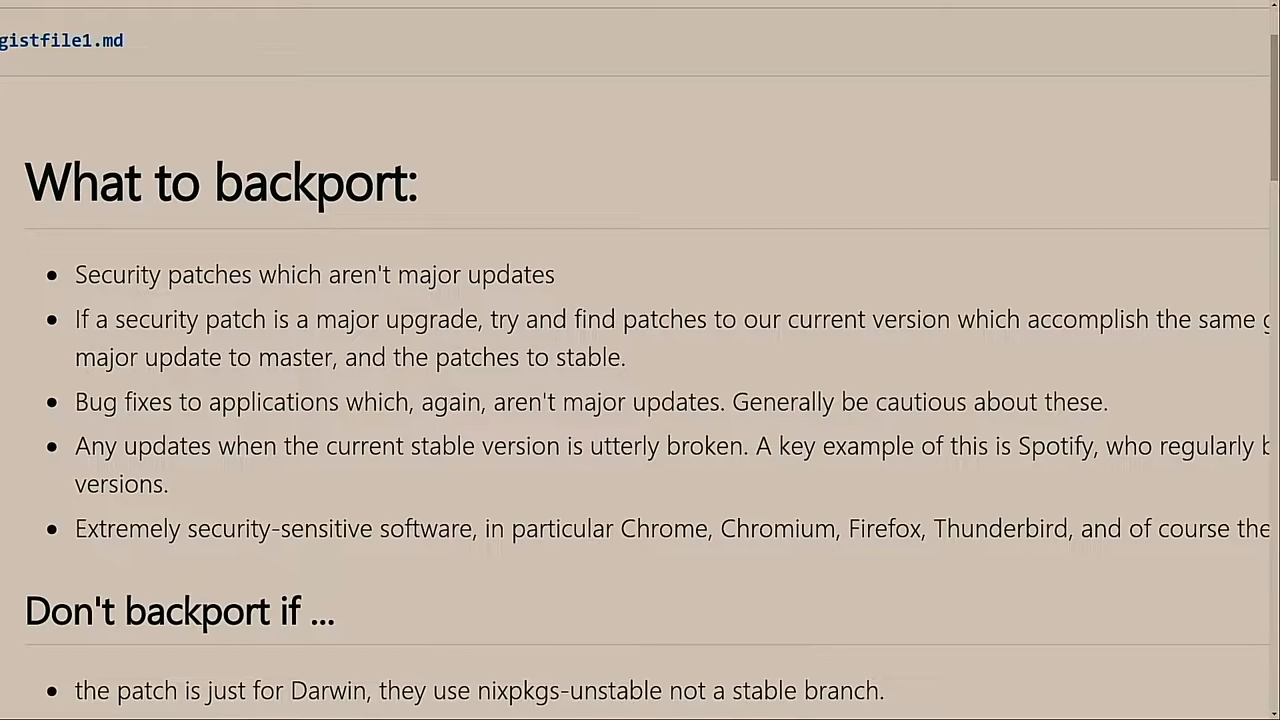 gistfile1.md
What to backport:
Security patches which aren't major updates
If a security patch is a major upgrade, try and find patches to our current version which accomplish the same
major update to master, and the patches to stable.
Bug fixes to applications which, again, aren't major updates. Generally be cautious about these.
Any updates when the current stable version is utterly broken. A key example of this is Spotify, who regularly
versions.
Extremely security-sensitive software, in particular Chrome, Chromium, Firefox, Thunderbird, and of course the
Don't backport if ...
the patch is just for Darwin, they use nixpkgs-unstable not a stable branch.